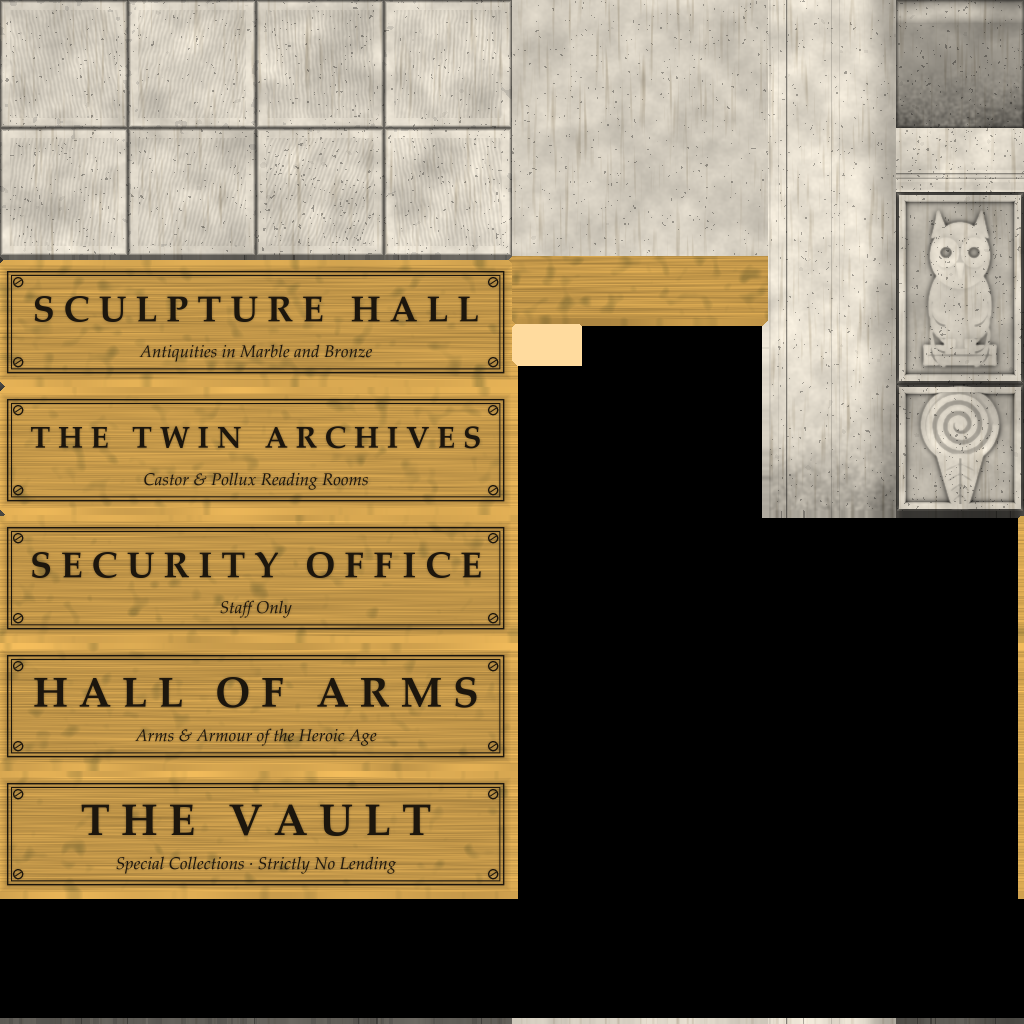 SCULPTURE HALL
Antiquities in Marble and Bronze
THE TWIN ARCHIVES
Castor & Pollux Reading Rooms
SECURITY OFFICE
Staff Only
HALL OF ARMS
Arms & Armour of the Heroic Age
THE VAULT
Special Collections · Strictly No Lending